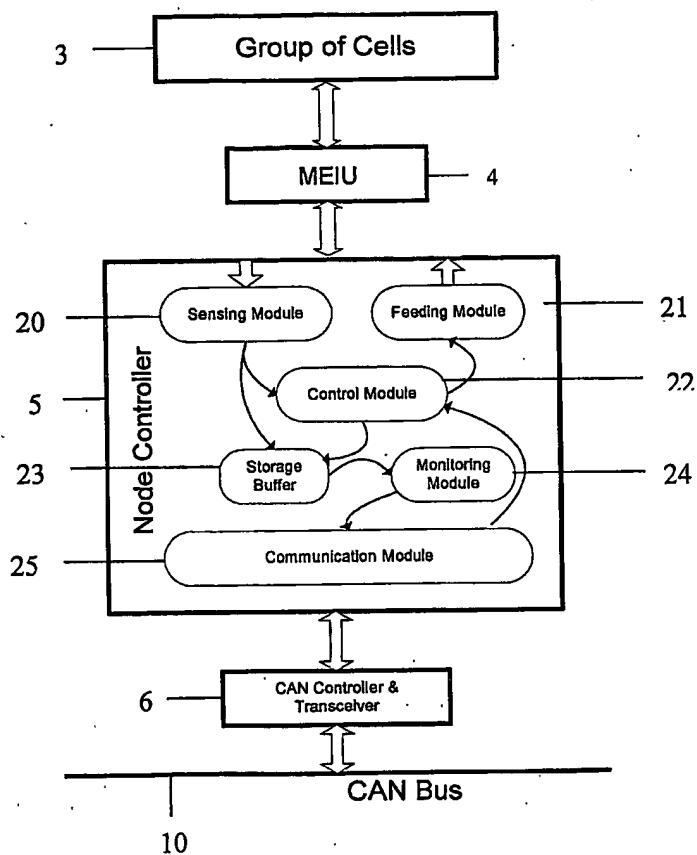 3
Group of Cells
MEIU
4
20
Sensing Module
Feeding Module
21
5
Node Controller
Control Module
22
23
Storage
Buffer
Monitoring
Module
24
25
Communication Module
6
CAN Controller &
Transceiver
CAN Bus
10